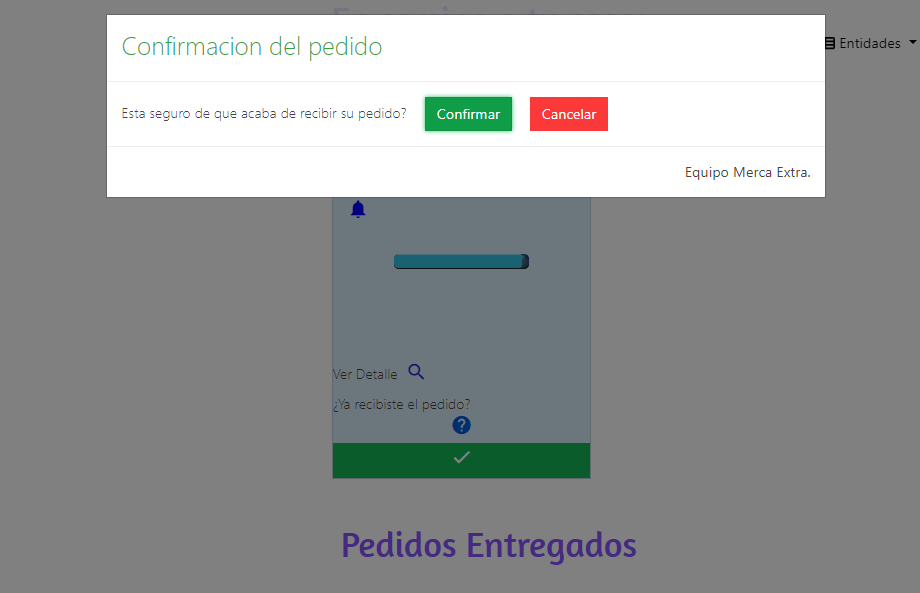 Confirmacion del pedido
Entidades
Esta seguro de que acaba de recibir su pedido? Confirmar Cancelar
Equipo Merca Extra.
Ver Detalle
¿Ya recibiste el pedido?
Pedidos Entregados